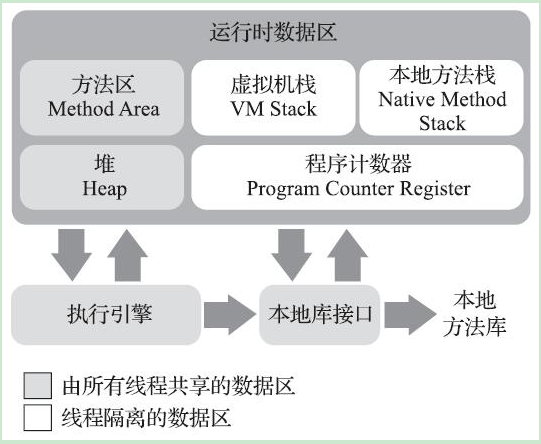 运行时数据区
方法区
Method Area
虚拟机栈
VM Stack
本地方法栈
Native Method
Stack
堆
Heap
程序计数器
Program Counter Register
执行引擎
本地库接口
本地
方法库
由所有线程共享的数据区
线程隔离的数据区